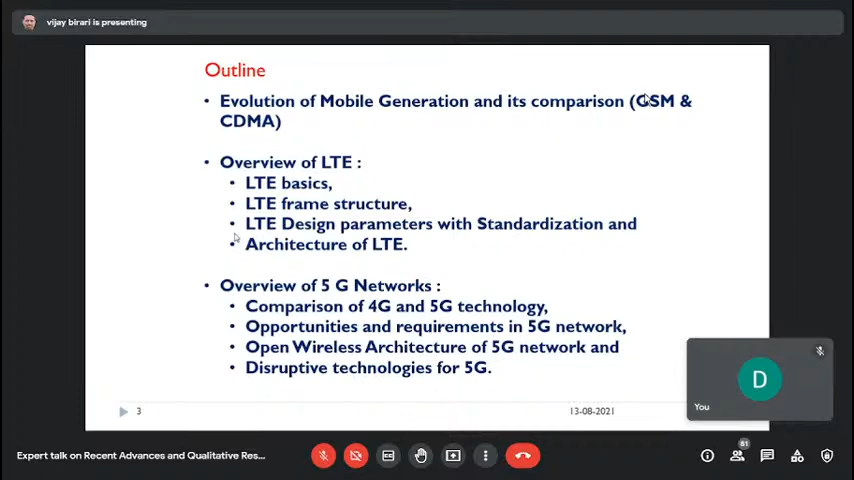 vijay birari is presenting
Outline
• Evolution of Mobile Generation and its comparison (GSM &
CDMA)
• Overview of LTE :
• LTE basics,
• LTE frame structure,
• LTE Design parameters with Standardization and
• Architecture of LTE.
• Overview of 5 G Networks :
• Comparison of 4G and 5G technology,
• Opportunities and requirements in 5G network,
• Open Wireless Architecture of 5G network and
• Disruptive technologies for 5G.
3
13-08-2021
D
You
Expert talk on Recent Advances and Qualitative Res...
81